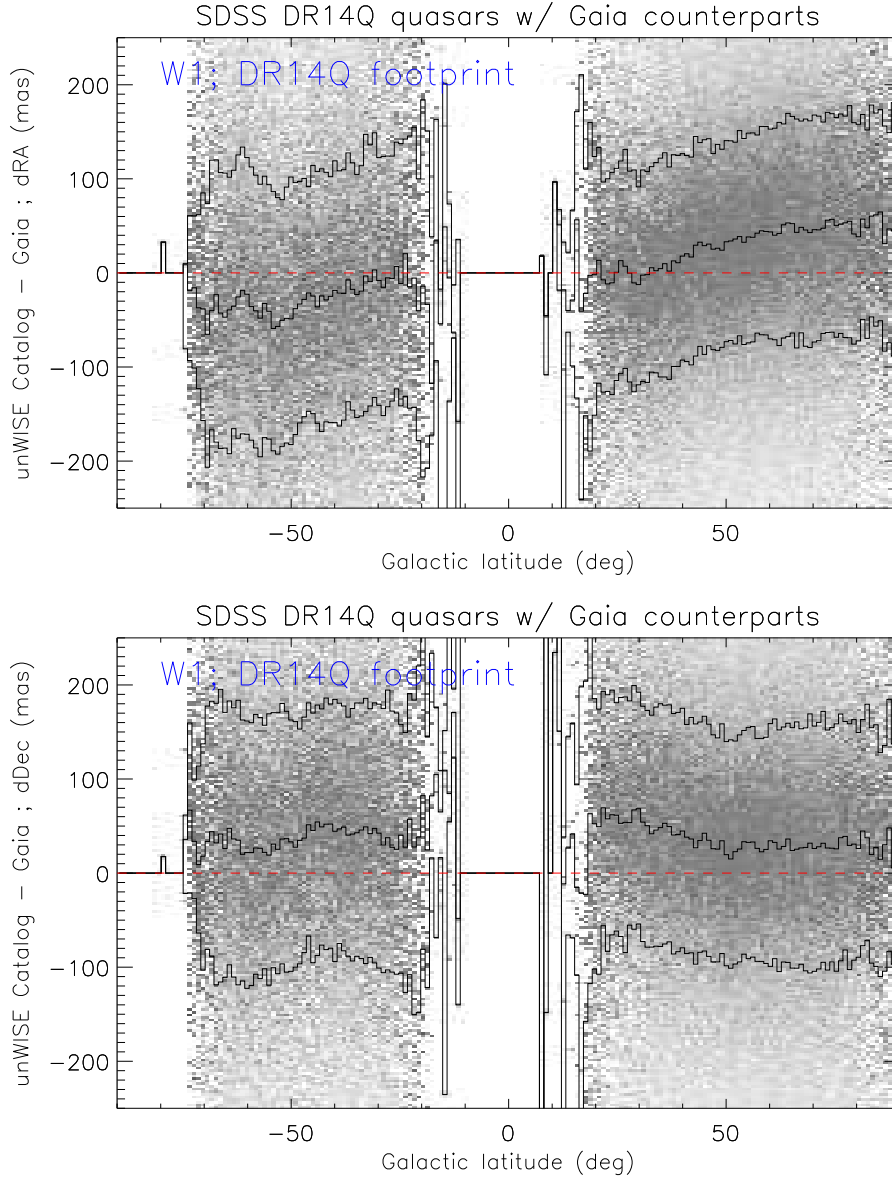 SDSS DR14Q quasars w/ Gaia counterparts
W1; DR14Q footprint
unWISE Catalog − Gaia ; dRA (mas)
200
100
0
−100
−200
−50 0 50
Galactic latitude (deg)
SDSS DR14Q quasars w/ Gaia counterparts
W1; DR14Q footprint
unWISE Catalog − Gaia ; dDec (mas)
200
100
0
−100
−200
−50 0 50
Galactic latitude (deg)